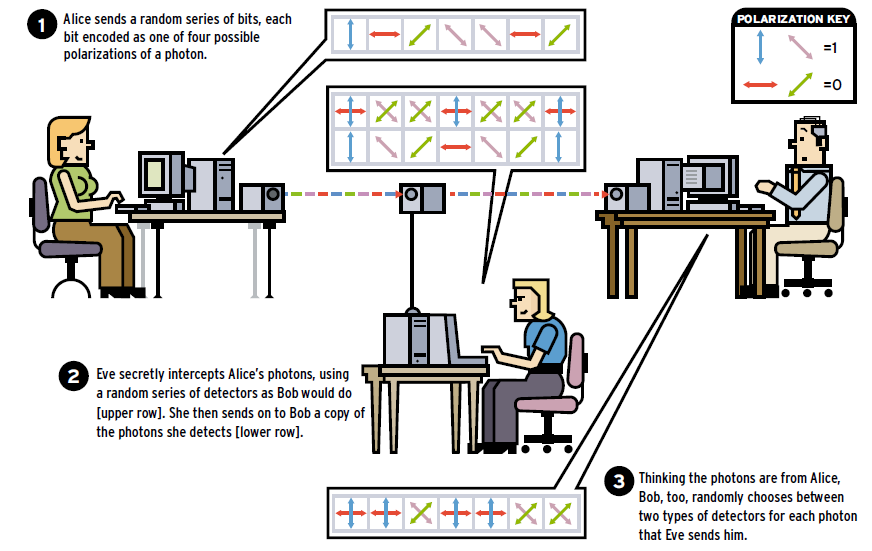 1 Alice sends a random series of bits, each
bit encoded as one of four possible
polarizations of a photon.
POLARIZATION KEY
=1
=0
2 Eve secretly intercepts Alice's photons, using
a random series of detectors as Bob would do
[upper row]. She then sends on to Bob a copy of
the photons she detects [lower row].
3 Thinking the photons are from Alice,
Bob, too, randomly chooses between
two types of detectors for each photon
that Eve sends him.